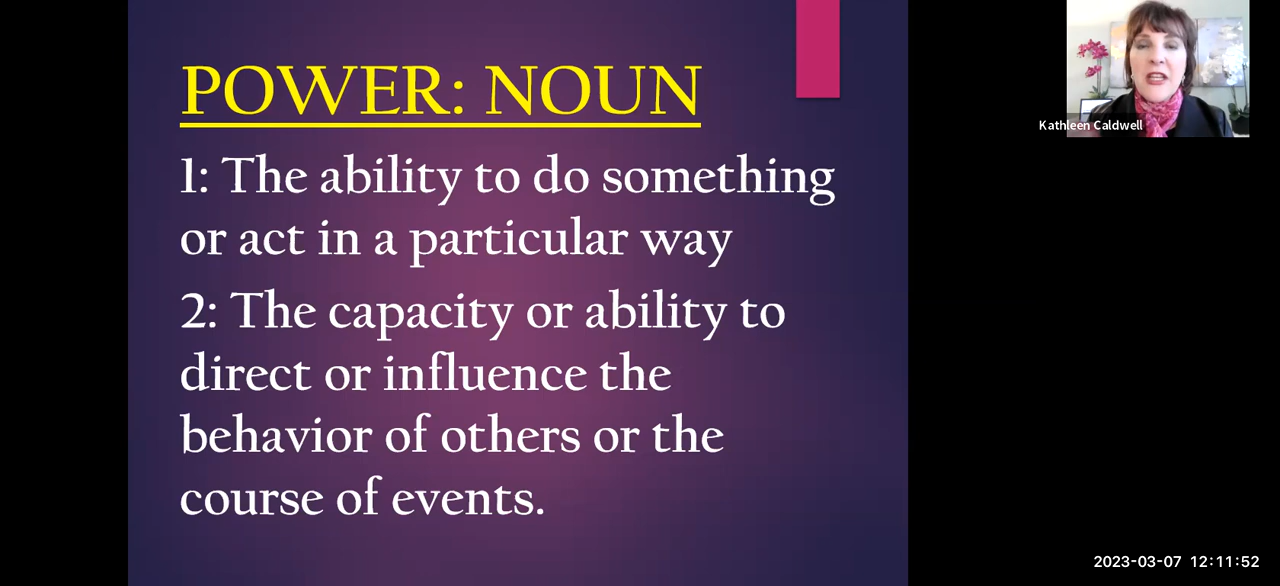 POWER: NOUN
1: The ability to do something
or act in a particular way
2: The capacity or ability to
direct or influence the
behavior of others or the
course of events.
Kathleen Caldwell
2023-03-07 12:11:52